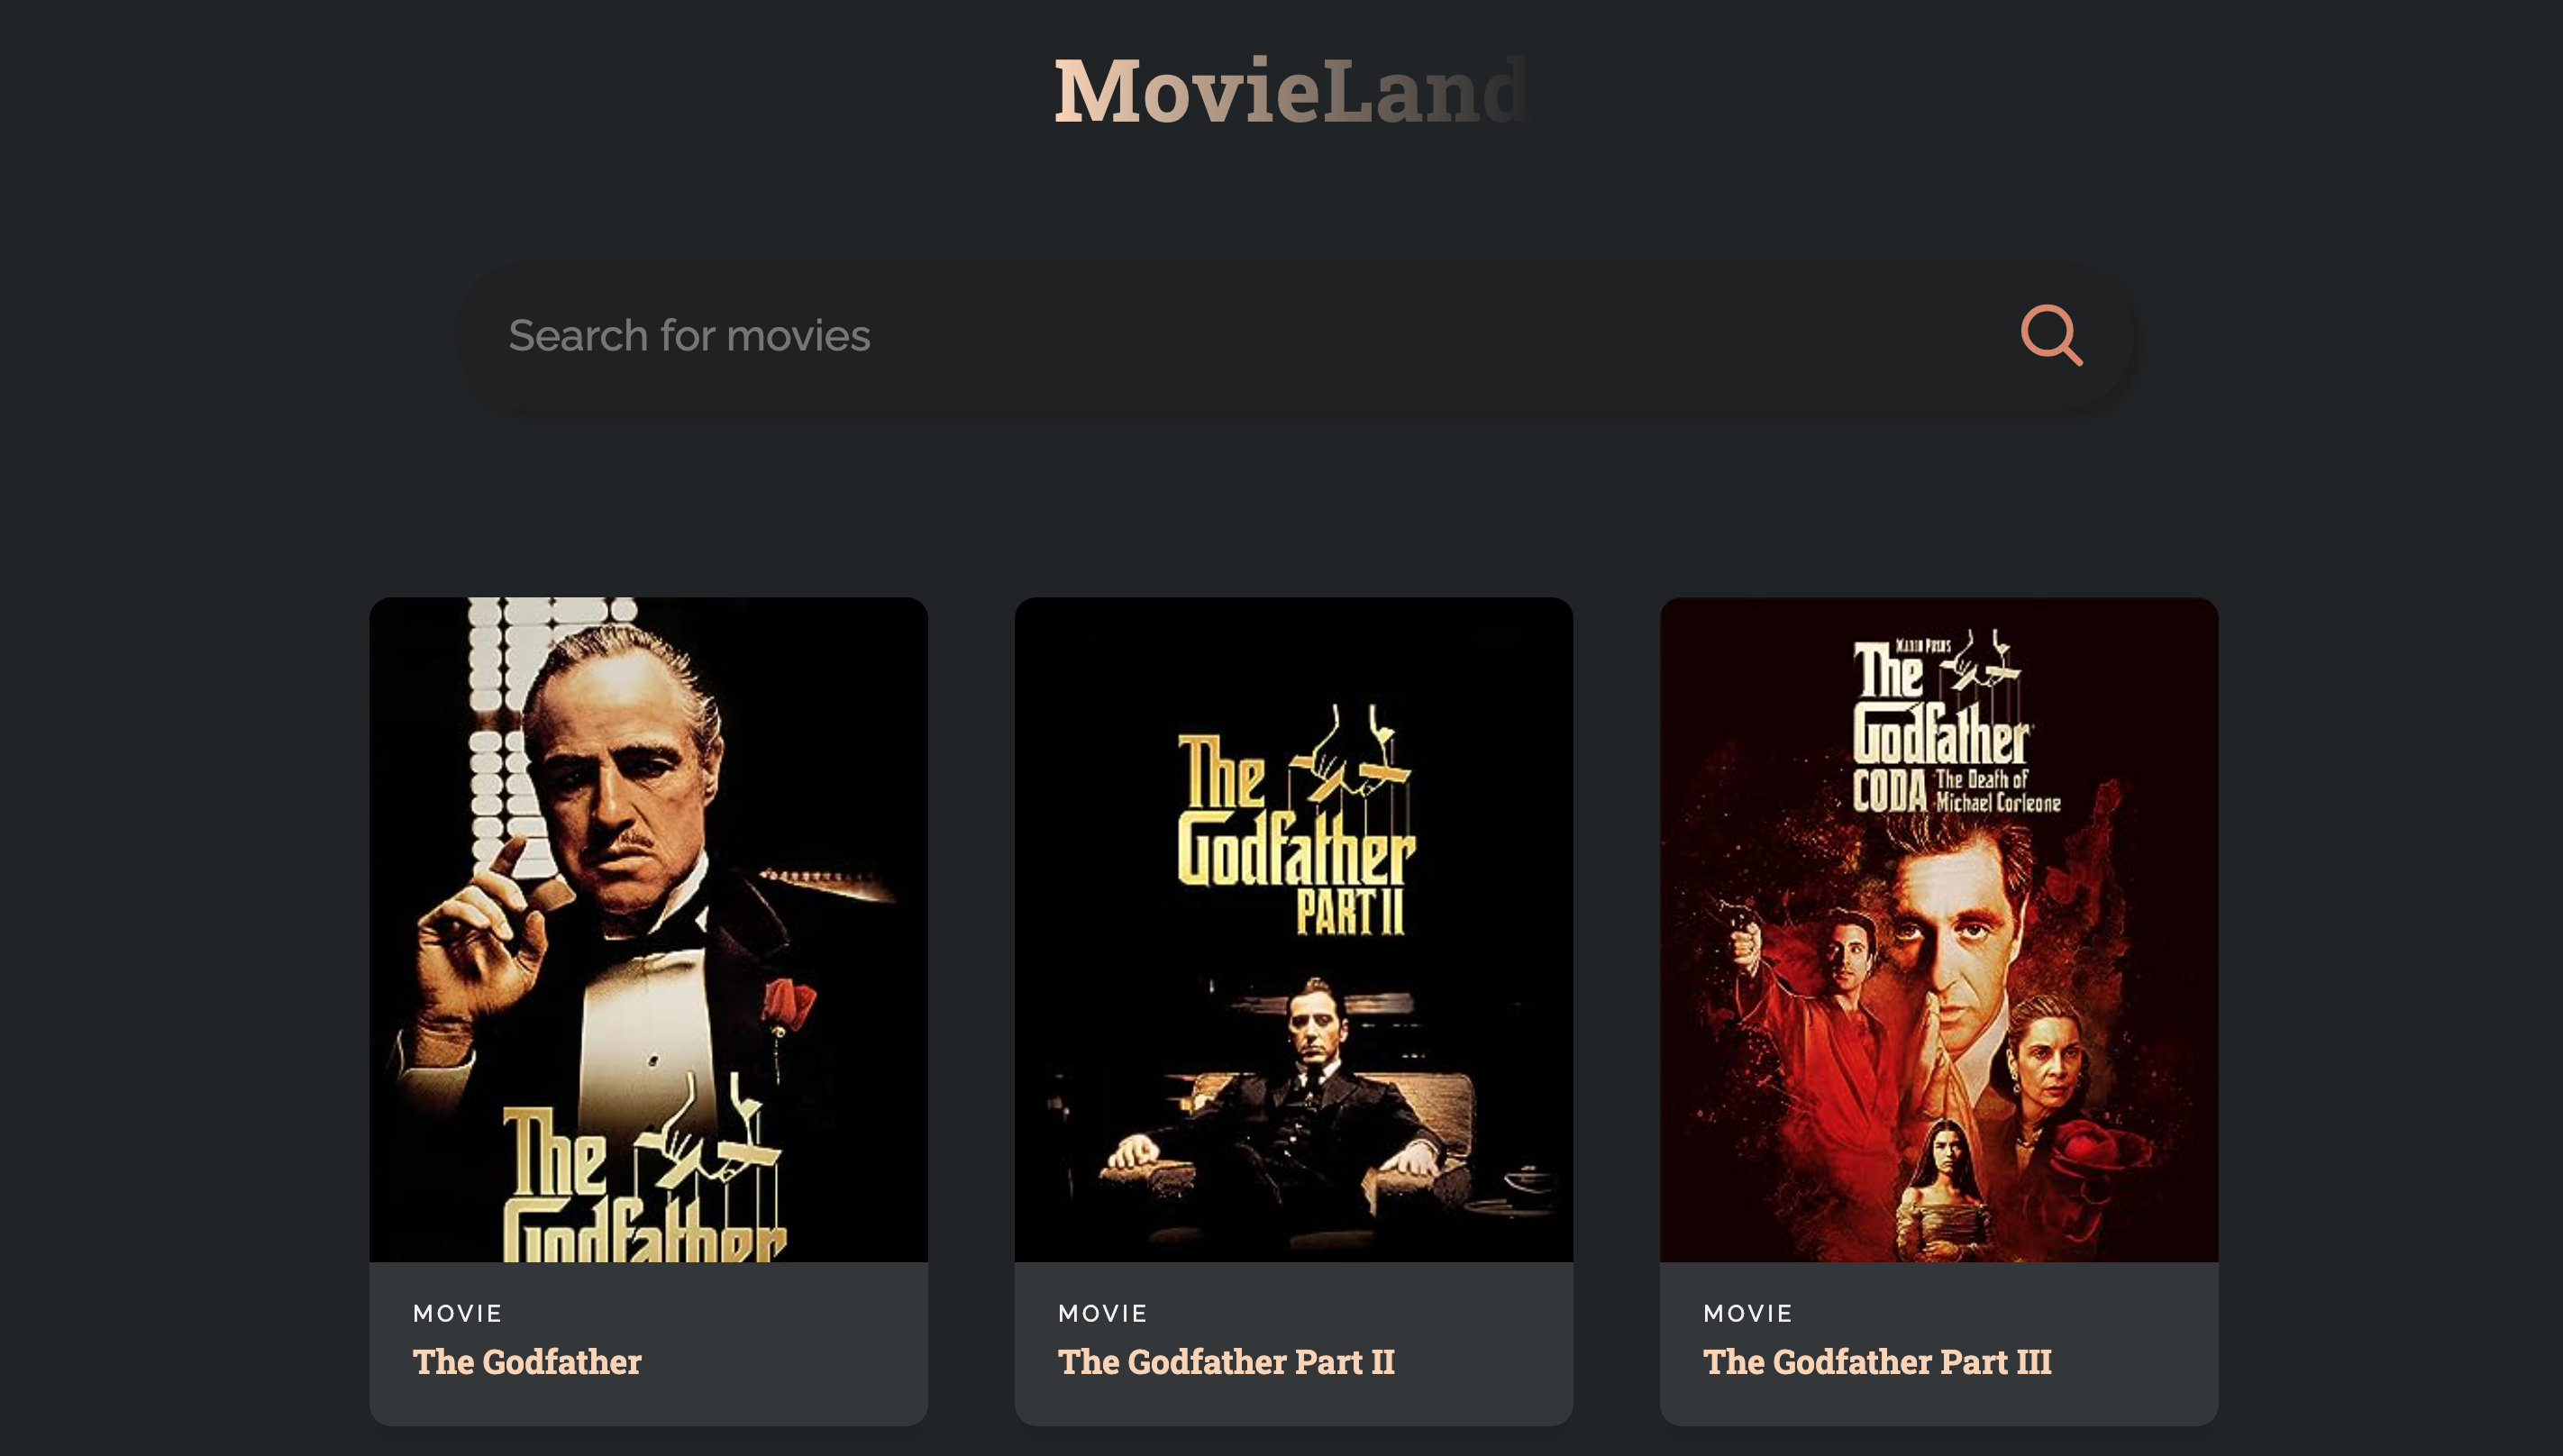 MovieLand
Search for movies
The
Godfather
The
Godfather
PART II
MARIO PUZO'S
The
Godfather
CODA The Death of
Michael Corleone
MOVIE
The Godfather
MOVIE
The Godfather Part II
MOVIE
The Godfather Part III